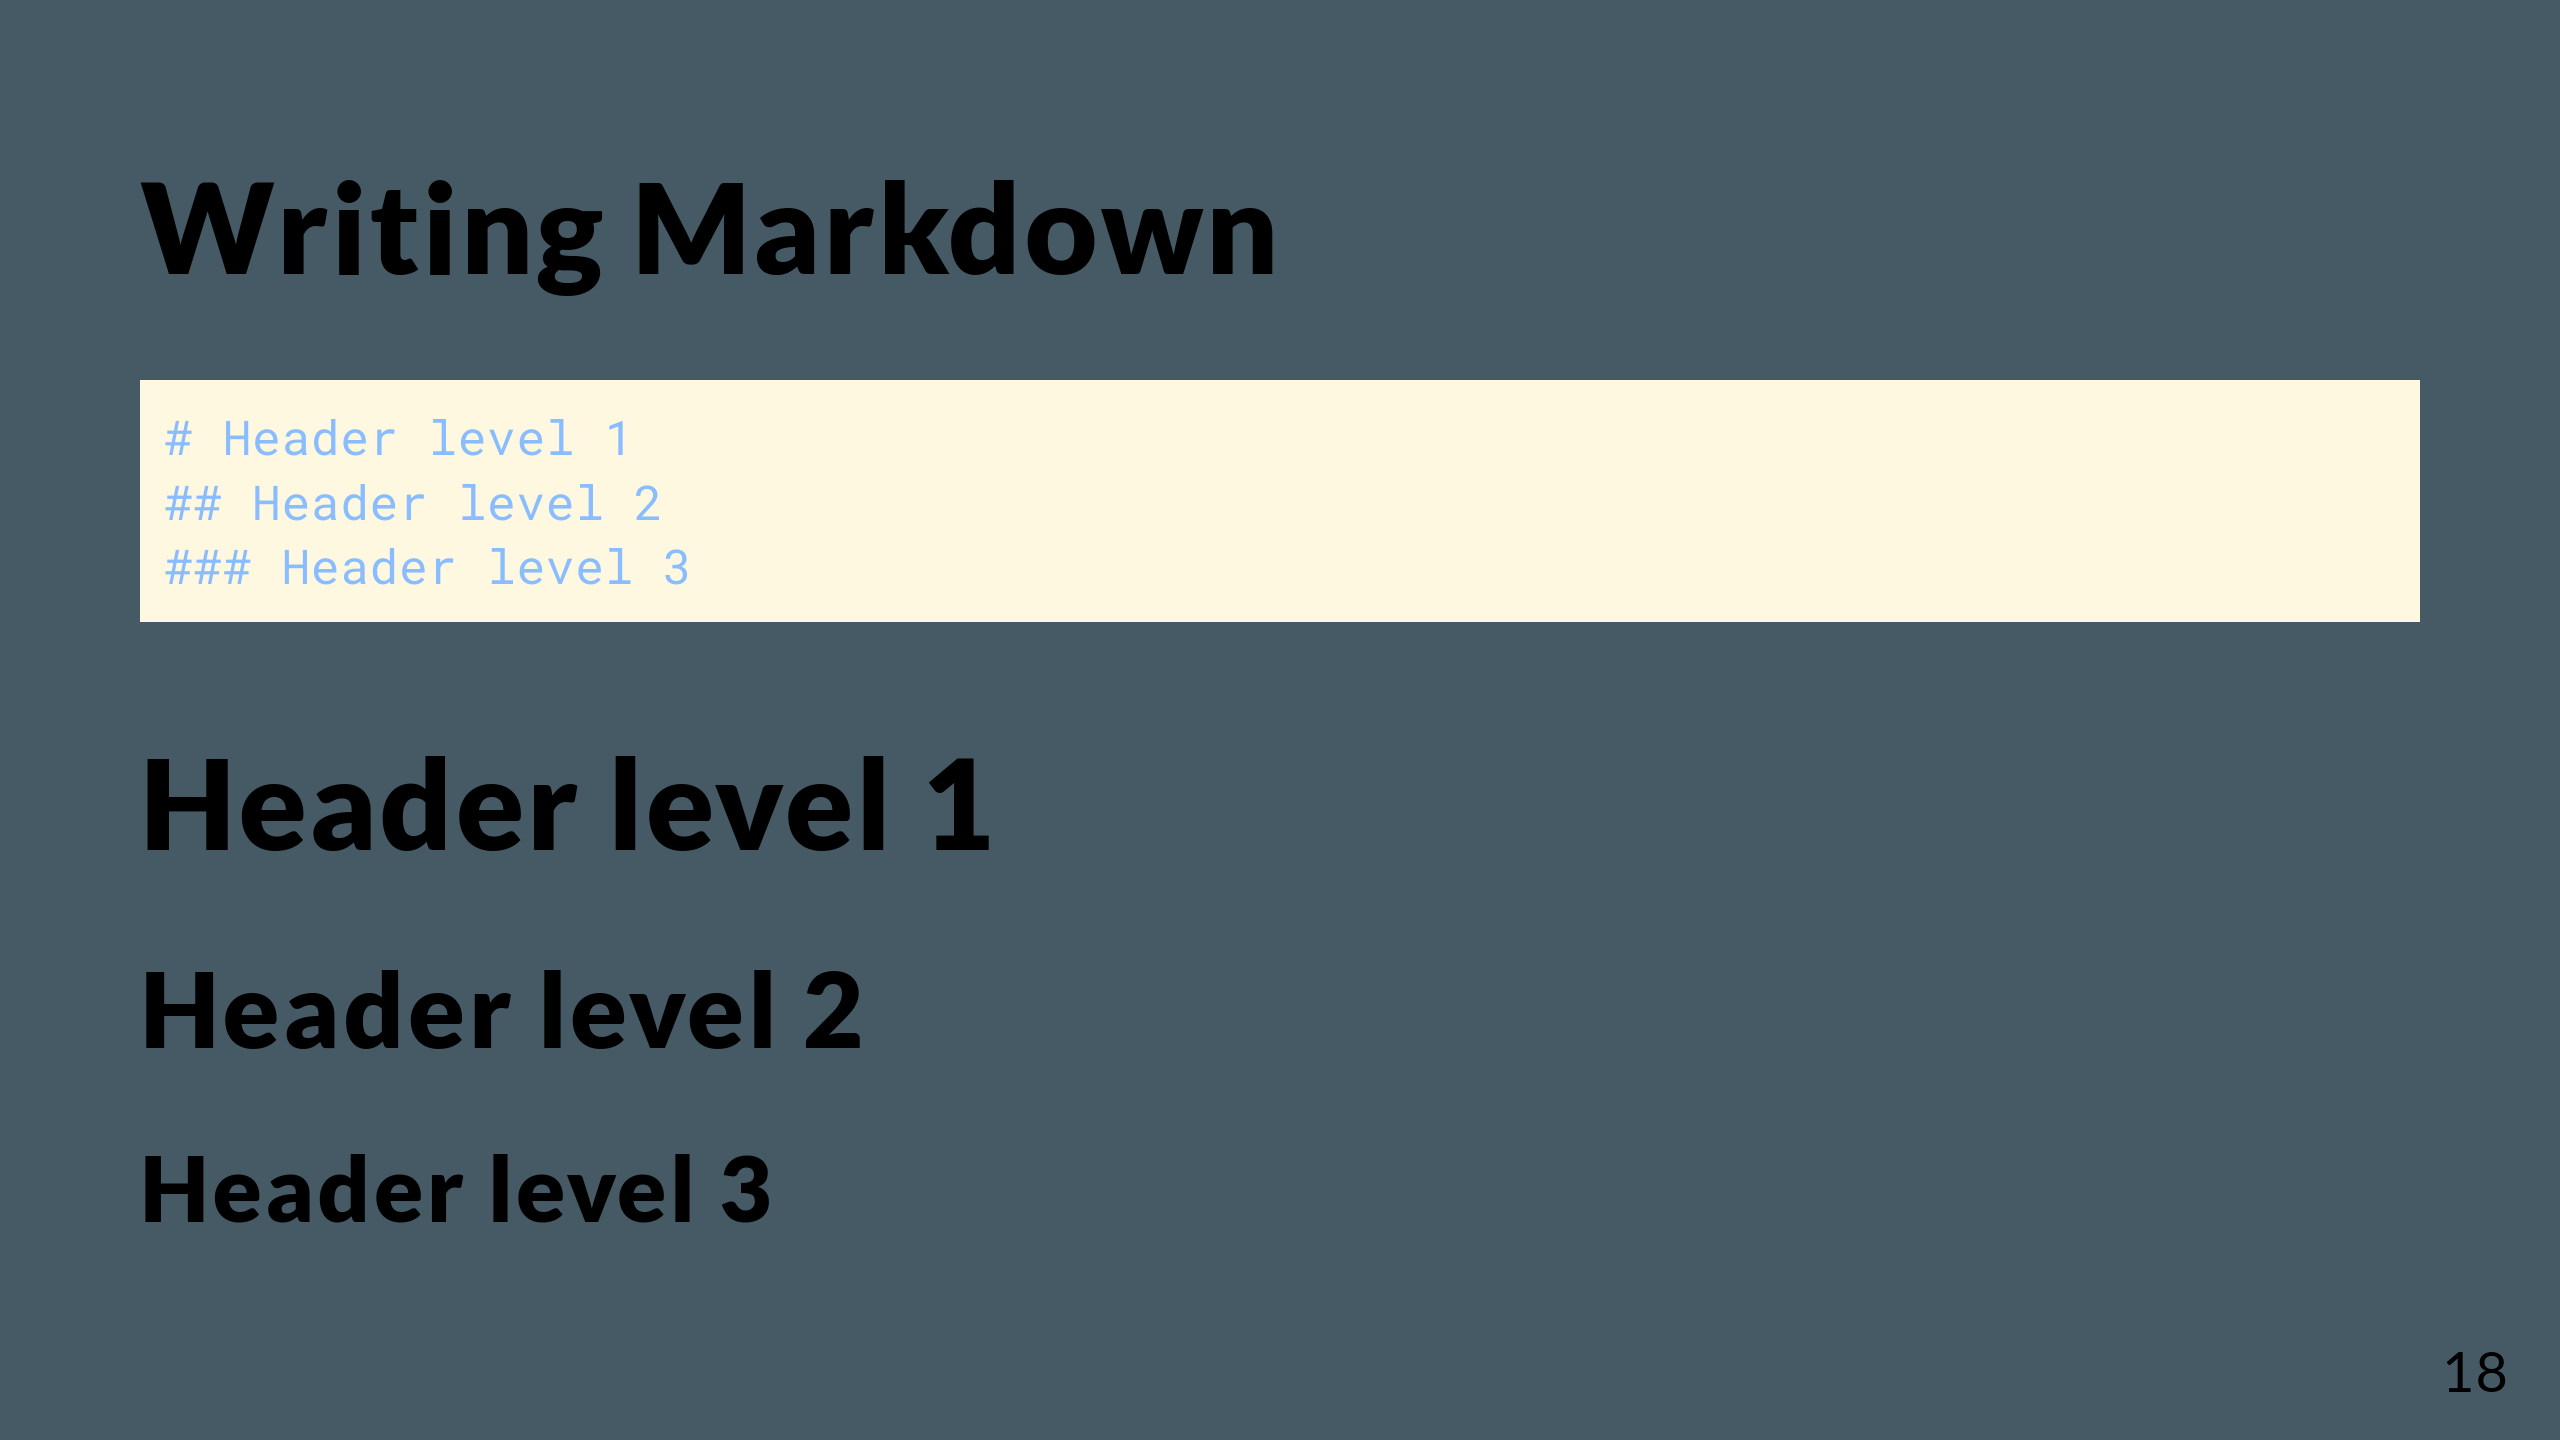 Writing Markdown
# Header level 1
## Header level 2
### Header level 3
Header level 1
Header level 2
Header level 3
18